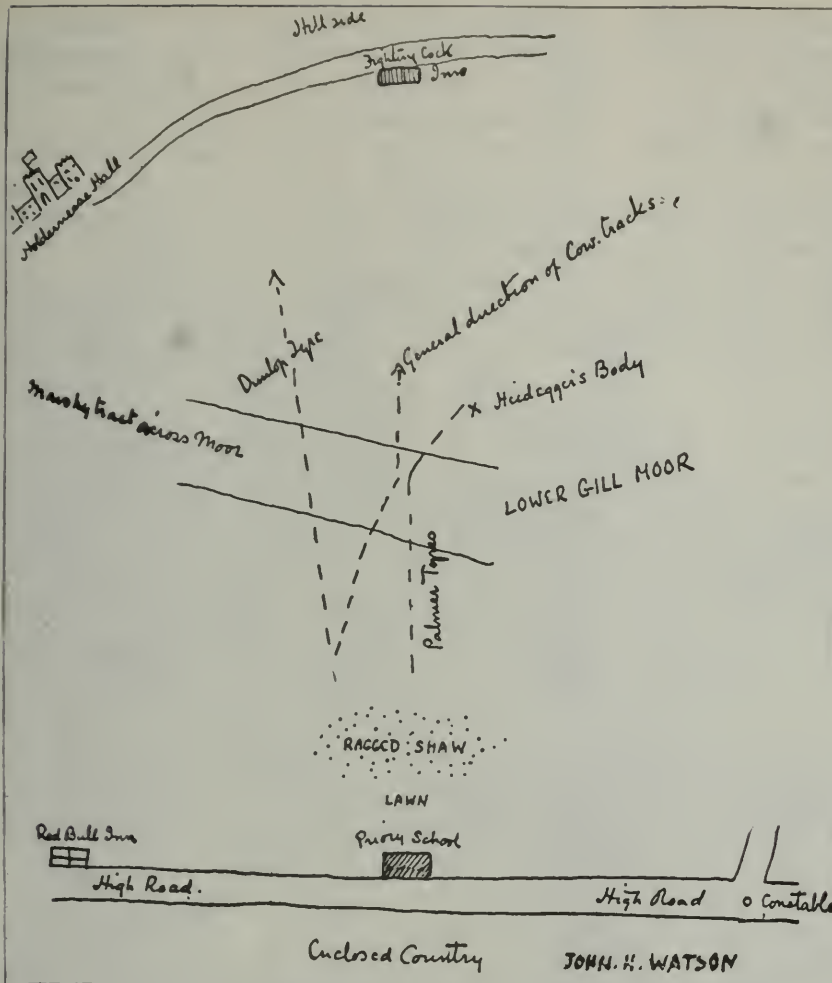 Hill side
Fighting Cock
Inn
Holdernesse Hall
General direction of Cow. tracks
Dunlop Tyre
Heidegger's Body
Marshy tract across Moor
LOWER GILL MOOR
Palmer Tyres
RAGGED SHAW
LAWN
Red Bull Inn
Priory School
High Road.
High Road
Constable
Enclosed Country
JOHN. H. WATSON